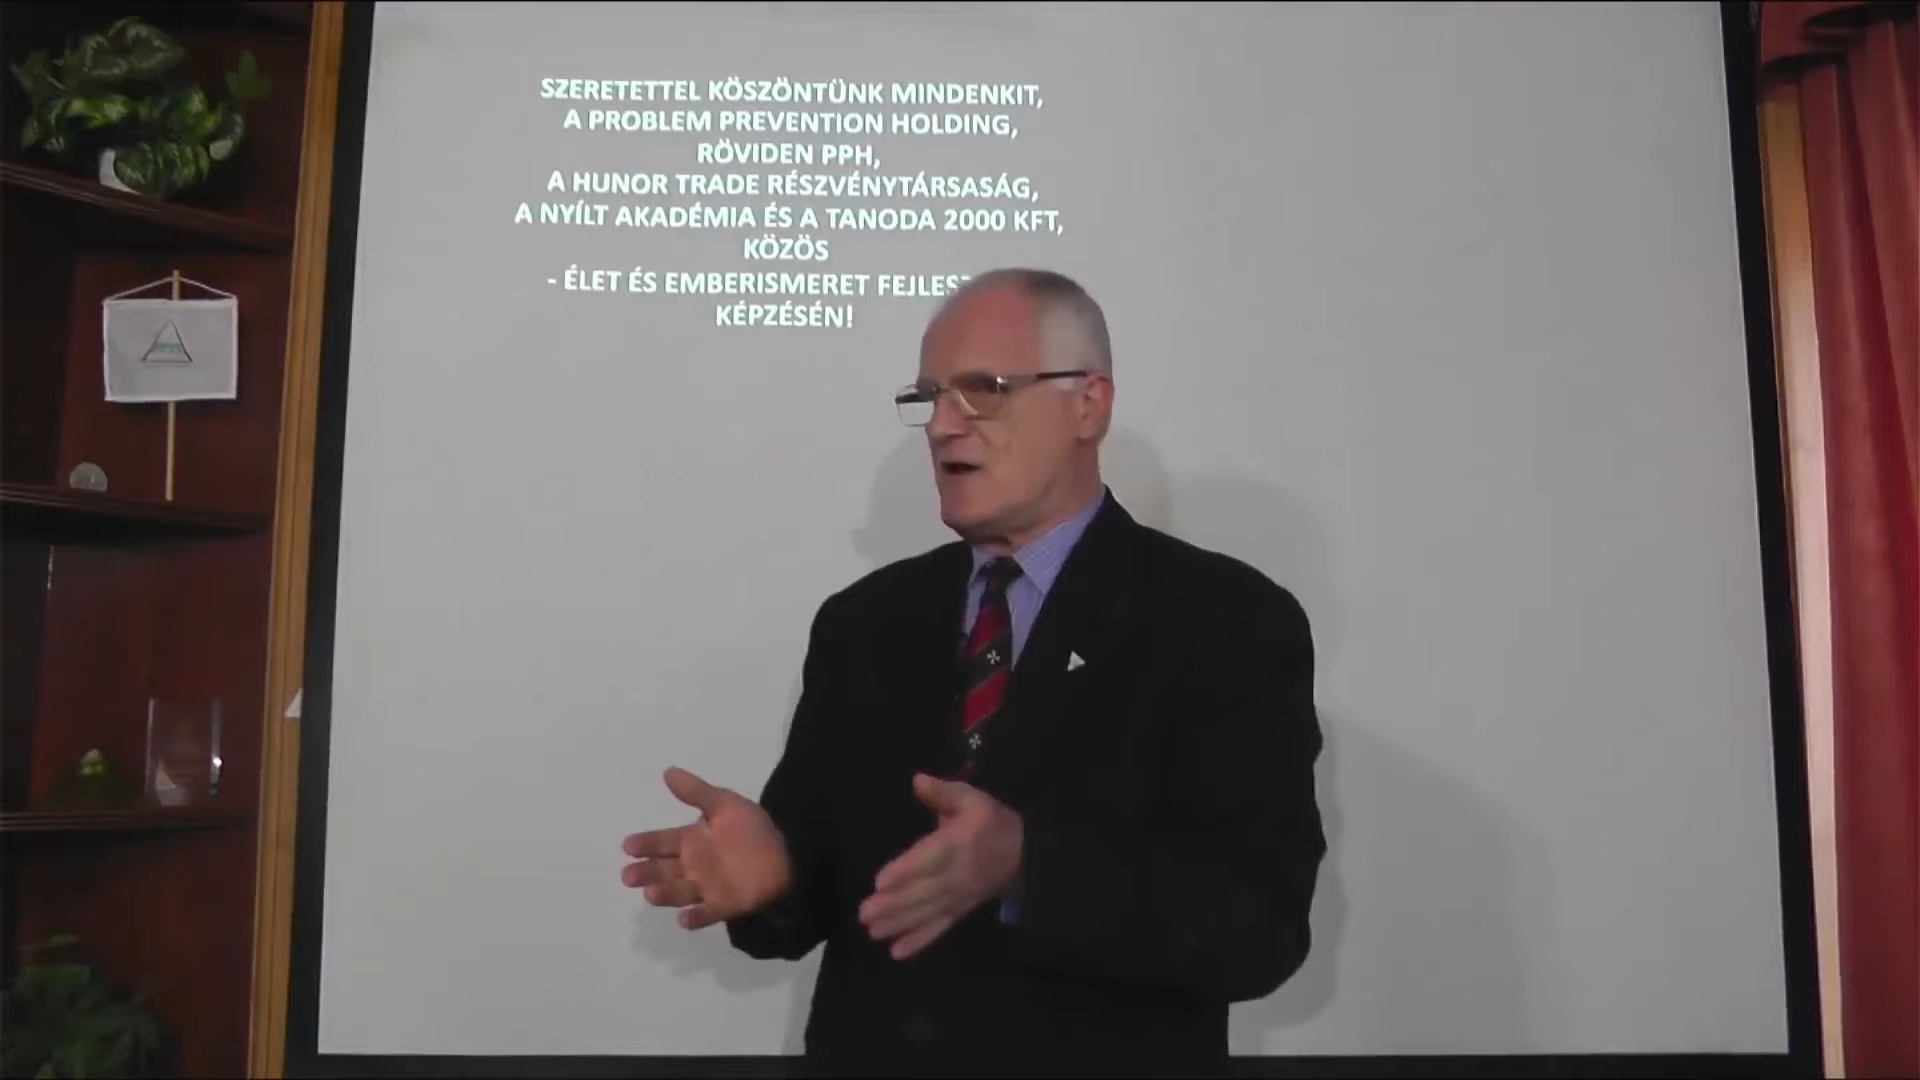 SZERETETTEL KÖSZÖNTÜNK MINDENKIT,
A PROBLEM PREVENTION HOLDING,
RÖVIDEN PPH,
A HUNOR TRADE RÉSZVÉNYTÁRSASÁG,
A NYÍLT AKADÉMIA ÉS A TANODA 2000 KFT,
KÖZÖS
- ÉLET ÉS EMBERISMERET
KÉPZÉSÉN!